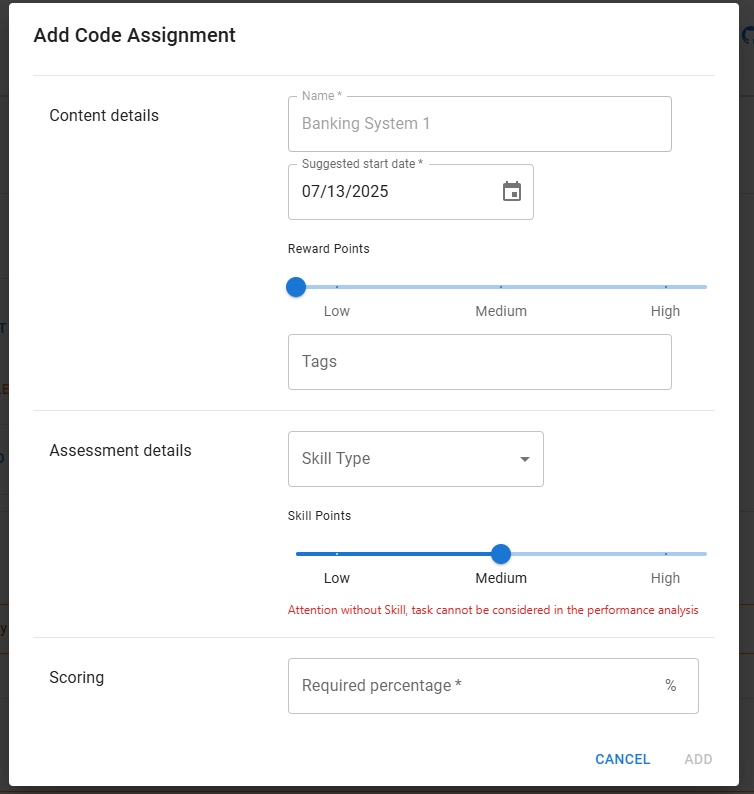 Add Code Assignment
Content details
Name *
Banking System 1
Suggested start date *
07/13/2025
Reward Points
Low Medium High
Tags
Assessment details
Skill Type
Skill Points
Low Medium High
Attention without Skill, task cannot be considered in the performance analysis
Scoring
Required percentage * %
CANCEL ADD